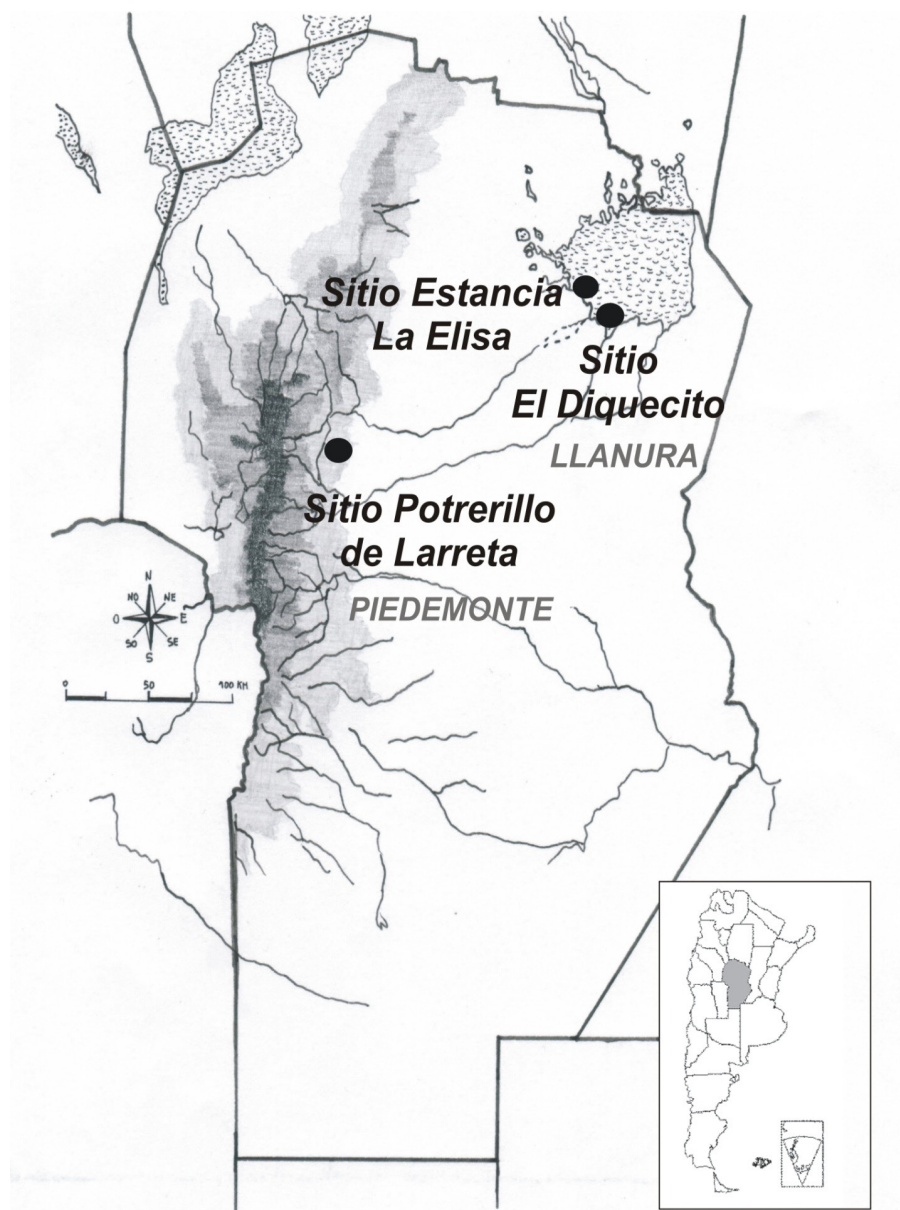 Sitio Estancia
La Elisa
Sitio
El Diquecito
LLANURA
Sitio Potrerillo
de Larreta
PIEDEMONTE
N
NO NE
O E
SO SE
S
0 50 100 KM